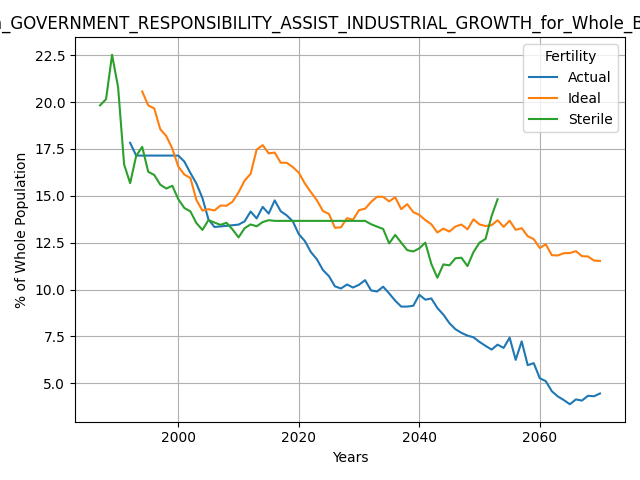 GOVERNMENT_RESPONSIBILITY_ASSIST_INDUSTRIAL_GROWTH_for_Whole_
Fertility
Actual
Ideal
Sterile
% of Whole Population
22.5
20.0
17.5
15.0
12.5
10.0
7.5
5.0
2000
2020
2040
2060
Years